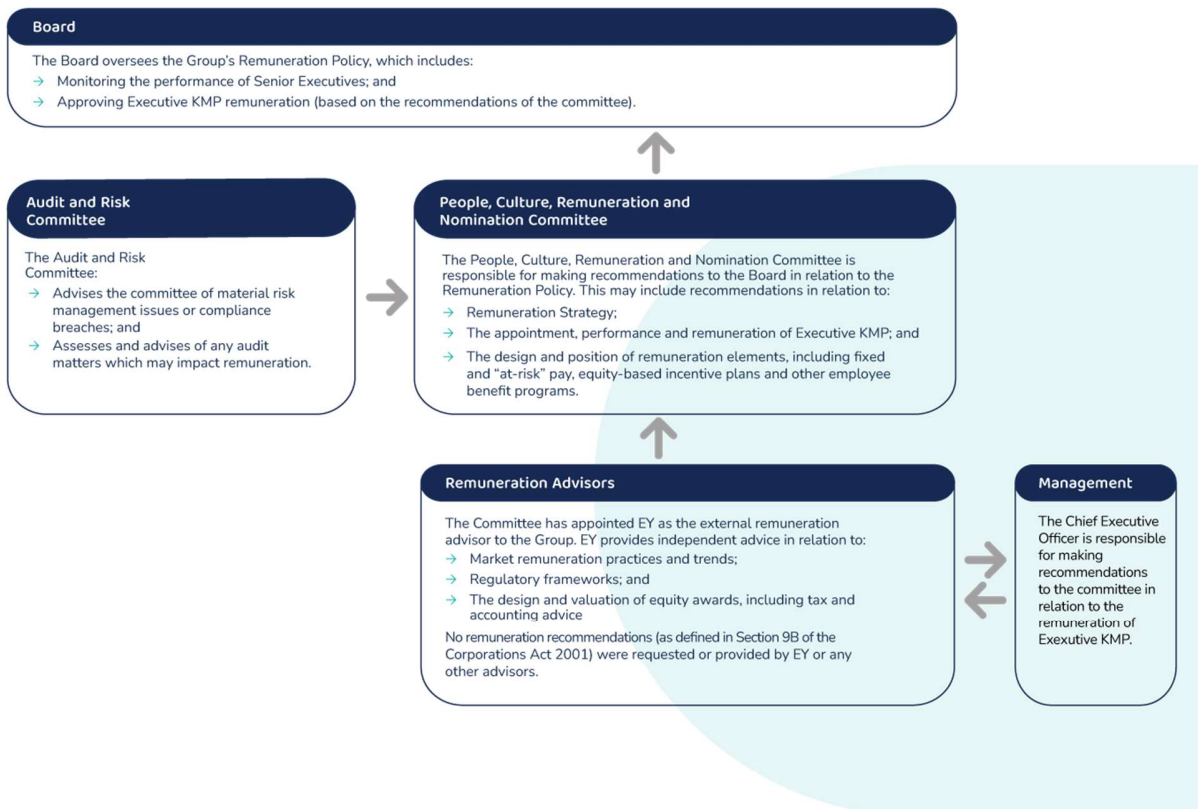 Board
The Board oversees the Group's Remuneration Policy, which includes:
→ Monitoring the performance of Senior Executives; and
→ Approving Executive KMP remuneration (based on the recommendations of the committee).
Audit and Risk
Committee
The Audit and Risk
Committee:
→ Advises the committee of material risk
management issues or compliance
breaches; and
→ Assesses and advises of any audit
matters which may impact remuneration.
People, Culture, Remuneration and
Nomination Committee
The People, Culture, Remuneration and Nomination Committee is
responsible for making recommendations to the Board in relation to the
Remuneration Policy. This may include recommendations in relation to:
→ Remuneration Strategy;
→ The appointment, performance and remuneration of Executive KMP; and
→ The design and position of remuneration elements, including fixed
and "at-risk" pay, equity-based incentive plans and other employee
benefit programs.
Remuneration Advisors
The Committee has appointed EY as the external remuneration
advisor to the Group. EY provides independent advice in relation to:
→ Market remuneration practices and trends;
→ Regulatory frameworks; and
→ The design and valuation of equity awards, including tax and
accounting advice
No remuneration recommendations (as defined in Section 9B of the
Corporations Act 2001) were requested or provided by EY or any
other advisors.
Management
The Chief Executive
Officer is responsible
for making
recommendations
to the committee in
relation to the
remuneration of
Exexutive KMP.